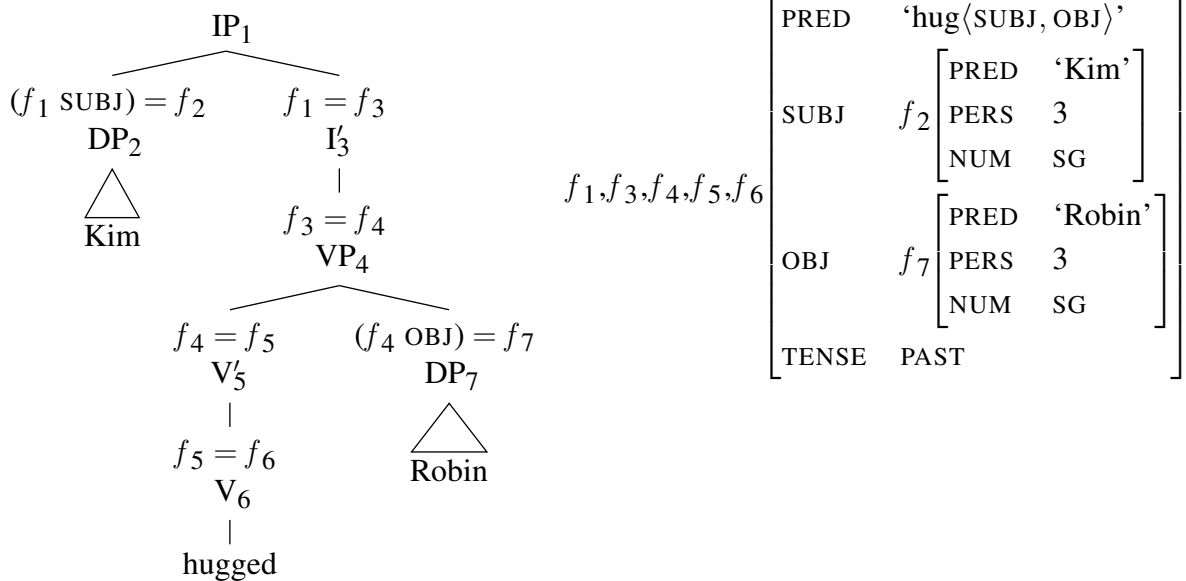 IP₁
(f₁ SUBJ) = f₂
f₁ = f₃
DP₂
I′₃
Kim
f₃ = f₄
VP₄
f₄ = f₅
(f₄ OBJ) = f₇
V′₅
DP₇
f₅ = f₆
Robin
V₆
hugged
f₁,f₃,f₄,f₅,f₆
PRED ‘hug⟨SUBJ, OBJ⟩’
SUBJ f₂
PRED ‘Kim’
PERS 3
NUM SG
OBJ f₇
PRED ‘Robin’
PERS 3
NUM SG
TENSE PAST